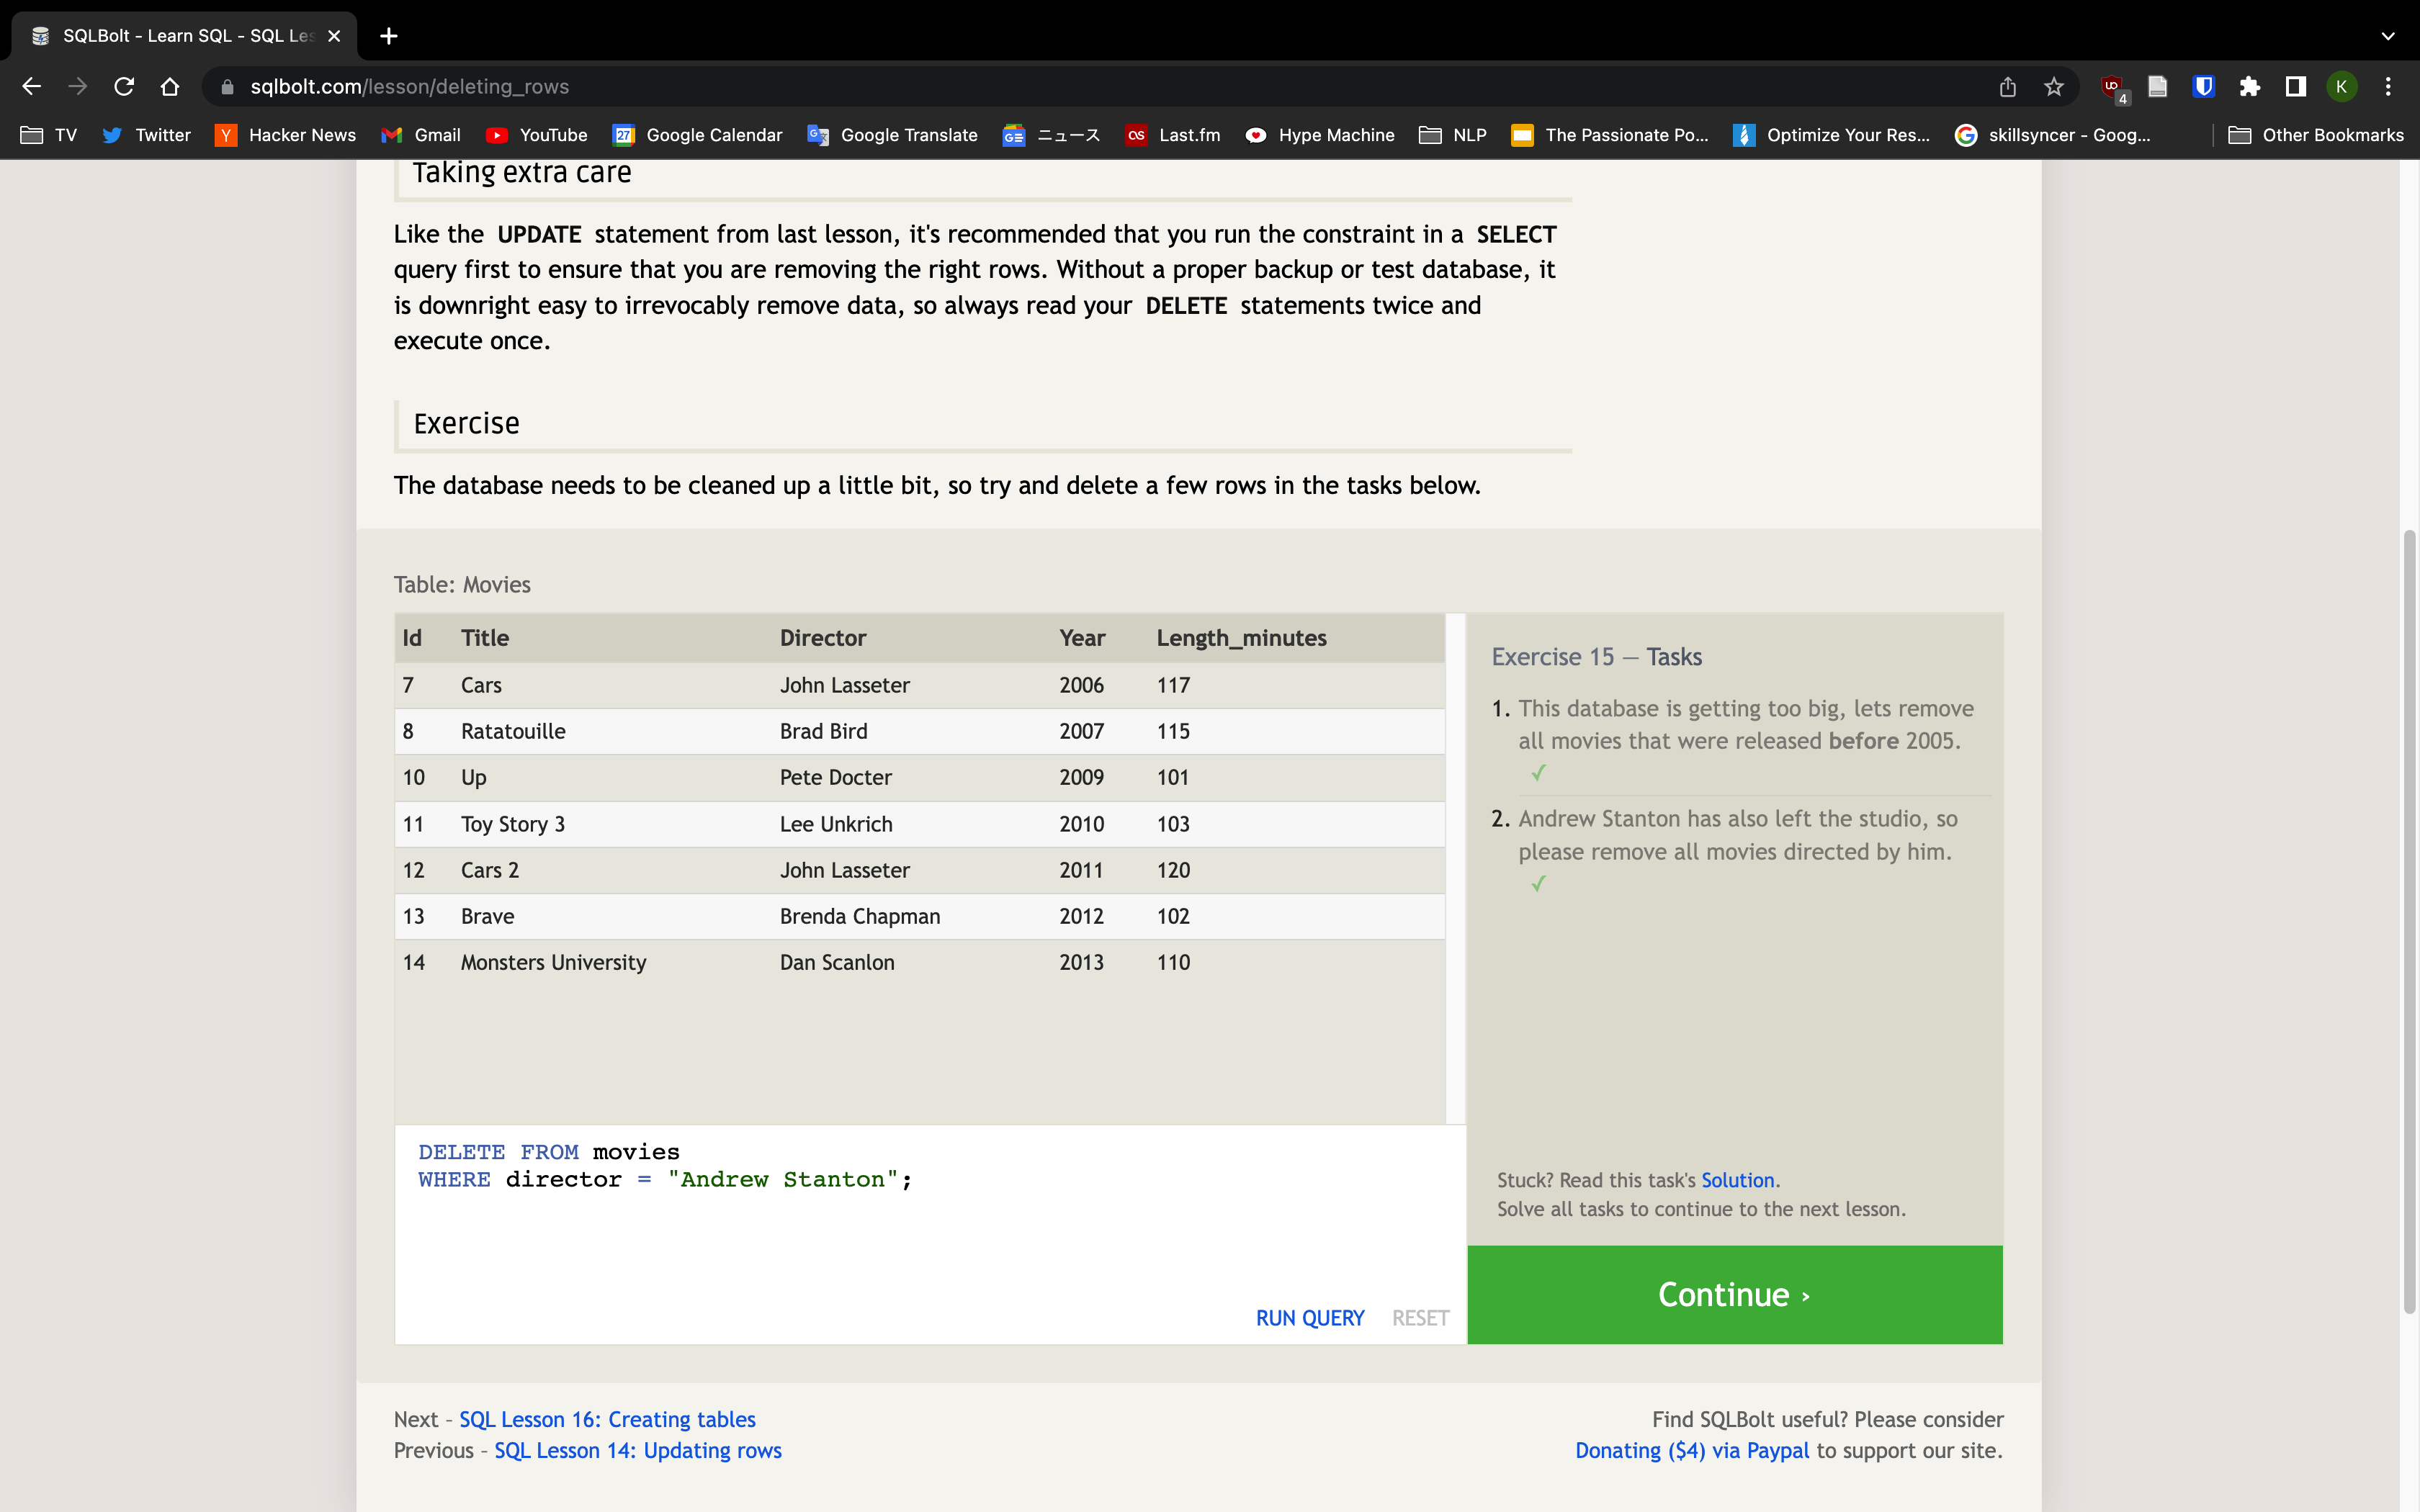 SQLBolt - Learn SQL - SQL Les
sqlbolt.com/lesson/deleting_rows
4
K
TV
Twitter
Y
Hacker News
Gmail
YouTube
27
Google Calendar
Google Translate
ニュース
Last.fm
Hype Machine
NLP
The Passionate Po...
Optimize Your Res...
skillsyncer - Goog...
Other Bookmarks
Taking extra care
Like the UPDATE statement from last lesson, it's recommended that you run the constraint in a SELECT
query first to ensure that you are removing the right rows. Without a proper backup or test database, it
is downright easy to irrevocably remove data, so always read your DELETE statements twice and
execute once.
Exercise
The database needs to be cleaned up a little bit, so try and delete a few rows in the tasks below.
Table: Movies
Id Title Director Year Length_minutes
7 Cars John Lasseter 2006 117
8 Ratatouille Brad Bird 2007 115
10 Up Pete Docter 2009 101
11 Toy Story 3 Lee Unkrich 2010 103
12 Cars 2 John Lasseter 2011 120
13 Brave Brenda Chapman 2012 102
14 Monsters University Dan Scanlon 2013 110
DELETE FROM movies
WHERE director = "Andrew Stanton";
RUN QUERY RESET
Exercise 15 — Tasks
1. This database is getting too big, lets remove
all movies that were released before 2005.
✓
2. Andrew Stanton has also left the studio, so
please remove all movies directed by him.
✓
Stuck? Read this task's Solution.
Solve all tasks to continue to the next lesson.
Continue ›
Next – SQL Lesson 16: Creating tables
Previous – SQL Lesson 14: Updating rows
Find SQLBolt useful? Please consider
Donating ($4) via Paypal to support our site.